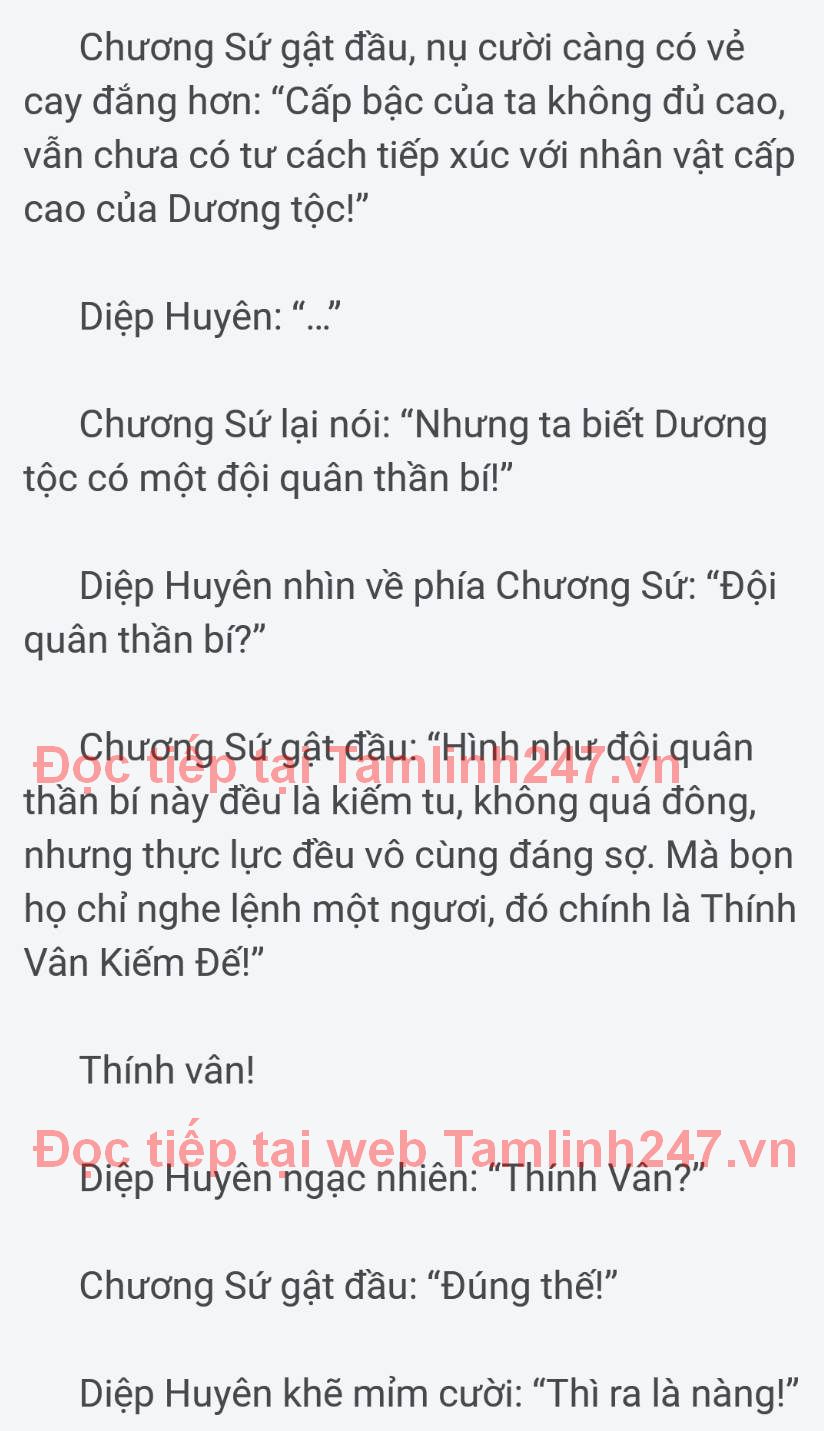 Chương Sứ gật đầu, nụ cười càng có vẻ
cay đắng hơn: “Cấp bậc của ta không đủ cao,
vẫn chưa có tư cách tiếp xúc với nhân vật cấp
cao của Dương tộc!”
Diệp Huyên: “...”
Chương Sứ lại nói: “Nhưng ta biết Dương
tộc có một đội quân thần bí!”
Diệp Huyên nhìn về phía Chương Sứ: “Đội
quân thần bí?”
Chương Sứ gật đầu: “Hình như đội quân
Đọc tiếp tại Tamlinh247.vn
thần bí này đều là kiếm tu, không quá đông,
nhưng thực lực đều vô cùng đáng sợ. Mà bọn
họ chỉ nghe lệnh một ngươi, đó chính là Thính
Vân Kiếm Đế!”
Thính vân!
Đọc tiếp tại web Tamlinh247.vn
Diệp Huyên ngạc nhiên: “Thính Vân?”
Chương Sứ gật đầu: “Đúng thế!”
Diệp Huyên khẽ mỉm cười: “Thì ra là nàng!”